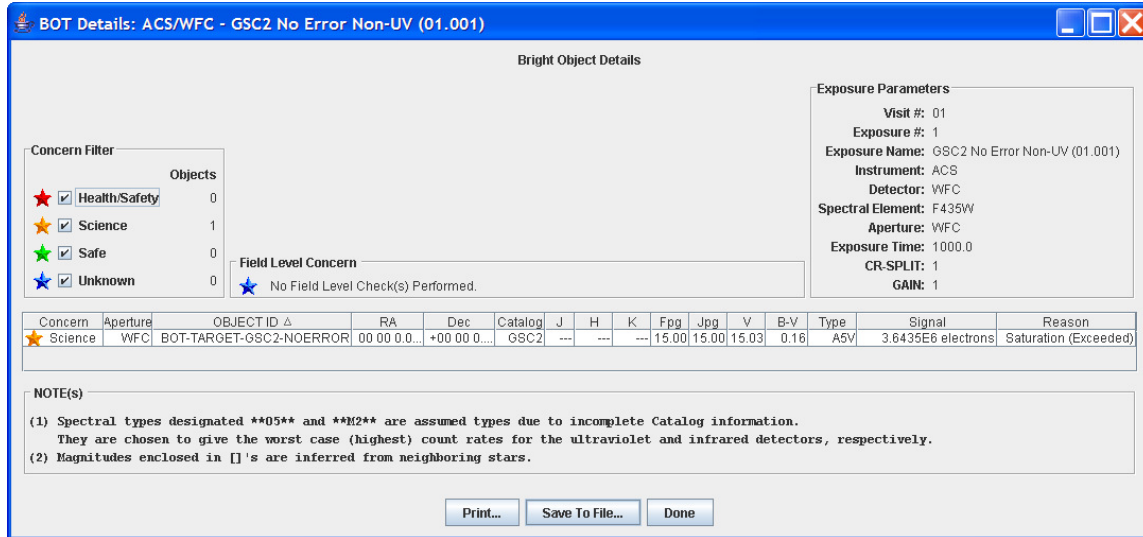 BOT Details: ACS/WFC - GSC2 No Error Non-UV (01.001)
Bright Object Details
Exposure Parameters
Visit #: 01
Exposure #: 1
Exposure Name: GSC2 No Error Non-UV (01.001)
Instrument: ACS
Detector: WFC
Spectral Element: F435W
Aperture: WFC
Exposure Time: 1000.0
CR-SPLIT: 1
GAIN: 1
Concern Filter
Objects
Health/Safety 0
Science 1
Safe 0
Unknown 0
Field Level Concern
No Field Level Check(s) Performed.
Concern Aperture OBJECT ID △ RA Dec Catalog J H K Fpg Jpg V B-V Type Signal Reason
Science WFC BOT-TARGET-GSC2-NOERROR 00 00 0.0... +00 00 0.... GSC2 --- --- --- 15.00 15.00 15.03 0.16 A5V 3.6435E6 electrons Saturation (Exceeded)
NOTE(s)
(1) Spectral types designated **O5** and **M2** are assumed types due to incomplete Catalog information.
They are chosen to give the worst case (highest) count rates for the ultraviolet and infrared detectors, respectively.
(2) Magnitudes enclosed in []'s are inferred from neighboring stars.
Print... Save To File... Done